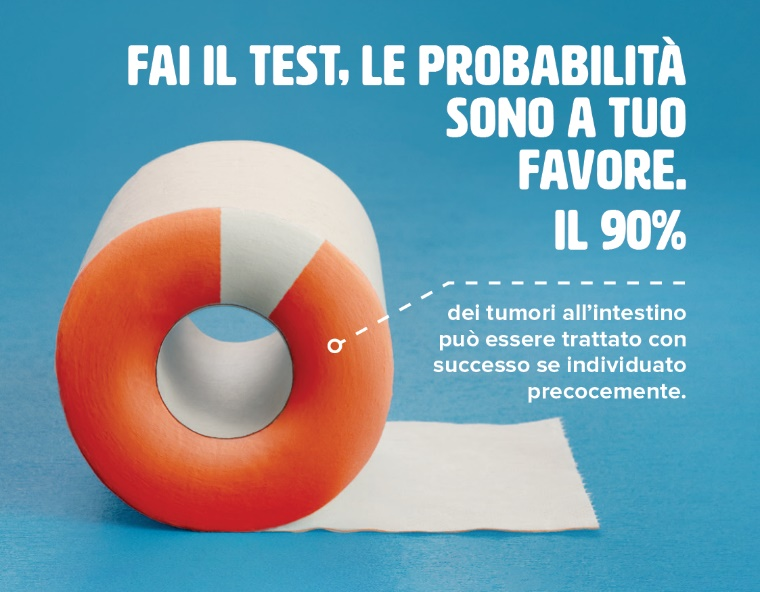 FAI IL TEST, LE PROBABILITÀ
SONO A TUO
FAVORE.
IL 90%
dei tumori all'intestino
può essere trattato con
successo se individuato
precocemente.